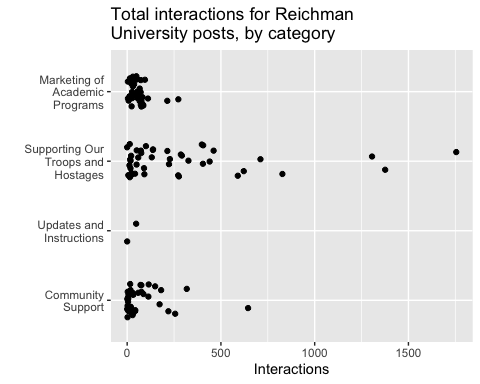 Total interactions for Reichman
University posts, by category
Marketing of
Academic
Programs
Supporting Our
Troops and
Hostages
Updates and
Instructions
Community
Support
0
500
1000
1500
Interactions